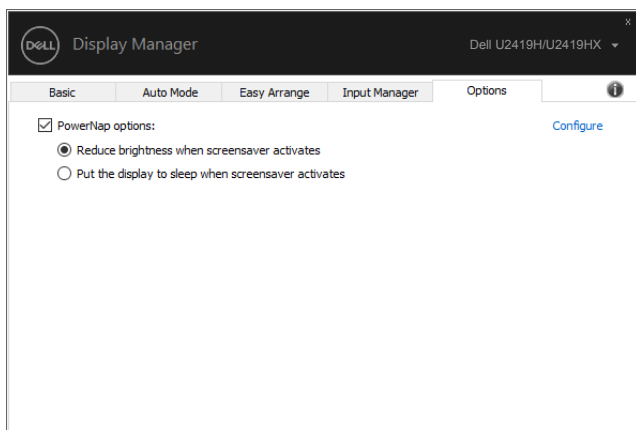 DELL Display Manager Dell U2419H/U2419HX
Basic Auto Mode Easy Arrange Input Manager Options
PowerNap options: Configure
Reduce brightness when screensaver activates
Put the display to sleep when screensaver activates